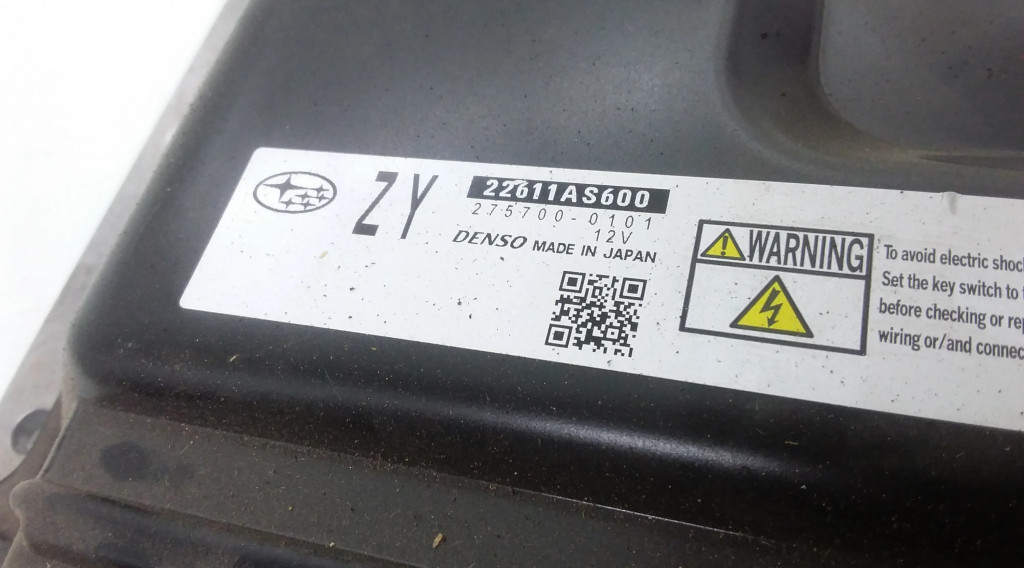 ZY
22611AS600
275700-0101
12V
DENSO MADE IN JAPAN
WARNING
To avoid electric
Set the key switch to
before checking or
wiring or/and